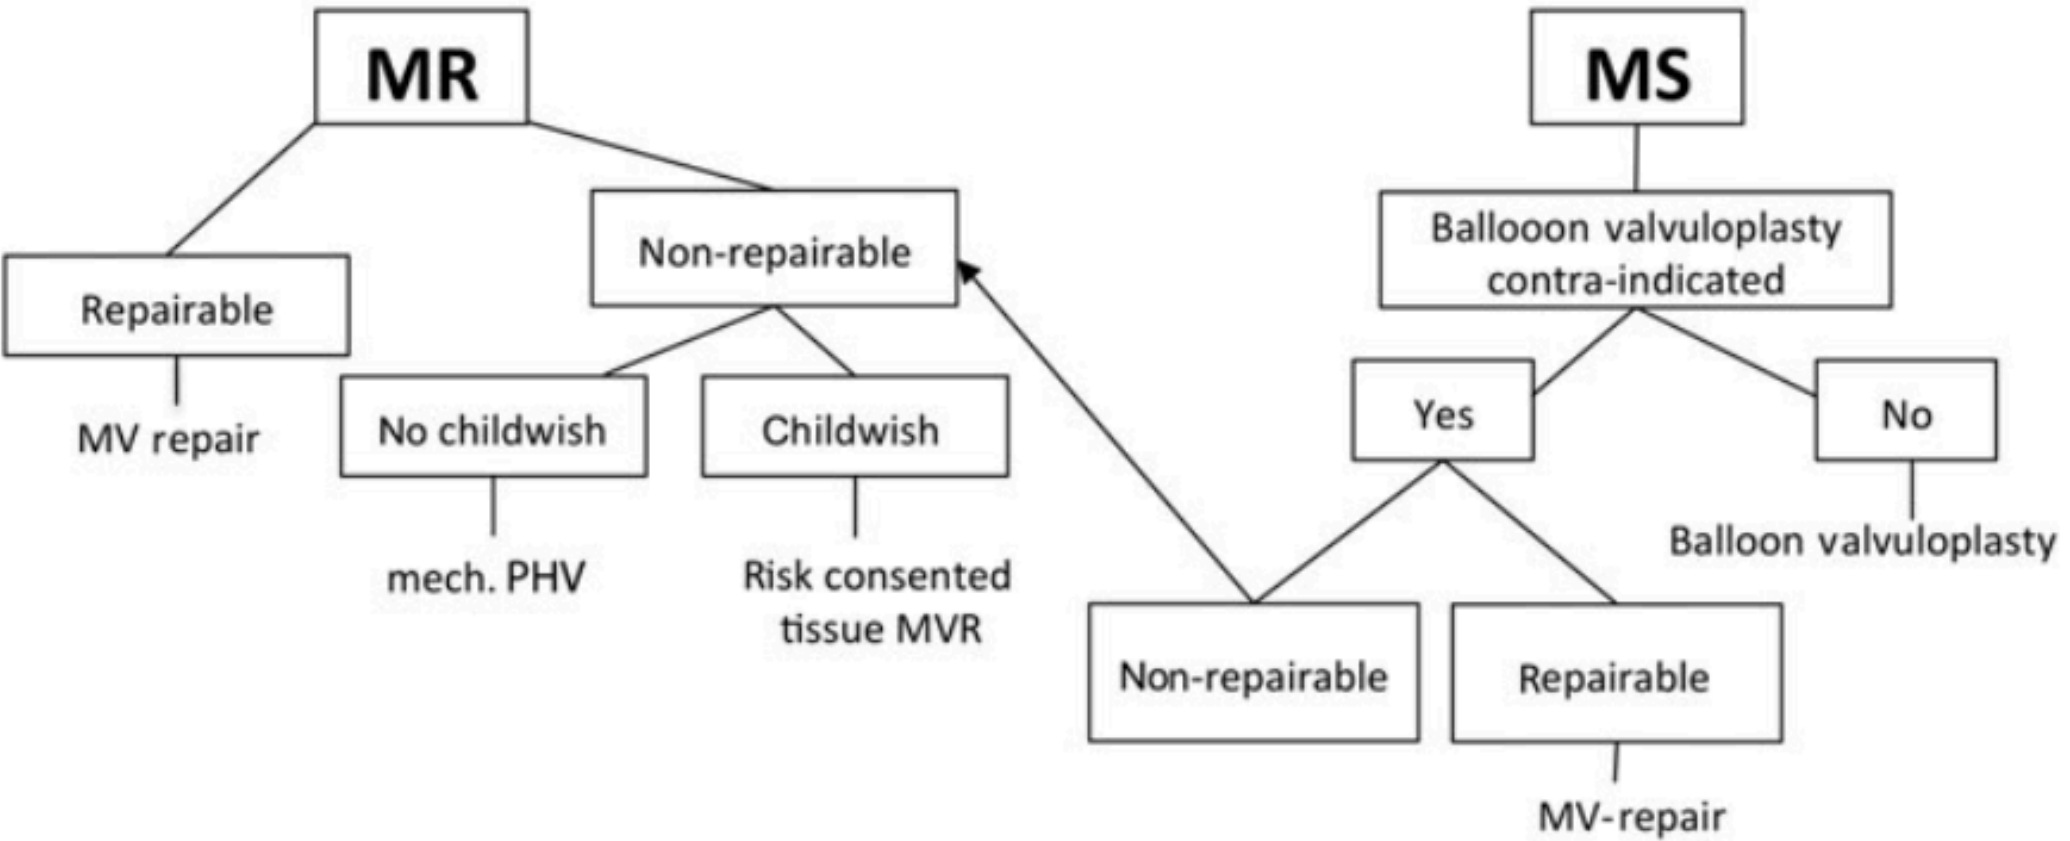 MR
MS
Non-repairable
Ballooon valvuloplasty
contra-indicated
Repairable
No childwish
Childwish
Yes
No
MV repair
mech. PHV
Risk consented
tissue MVR
Balloon valvuloplasty
Non-repairable
Repairable
MV-repair